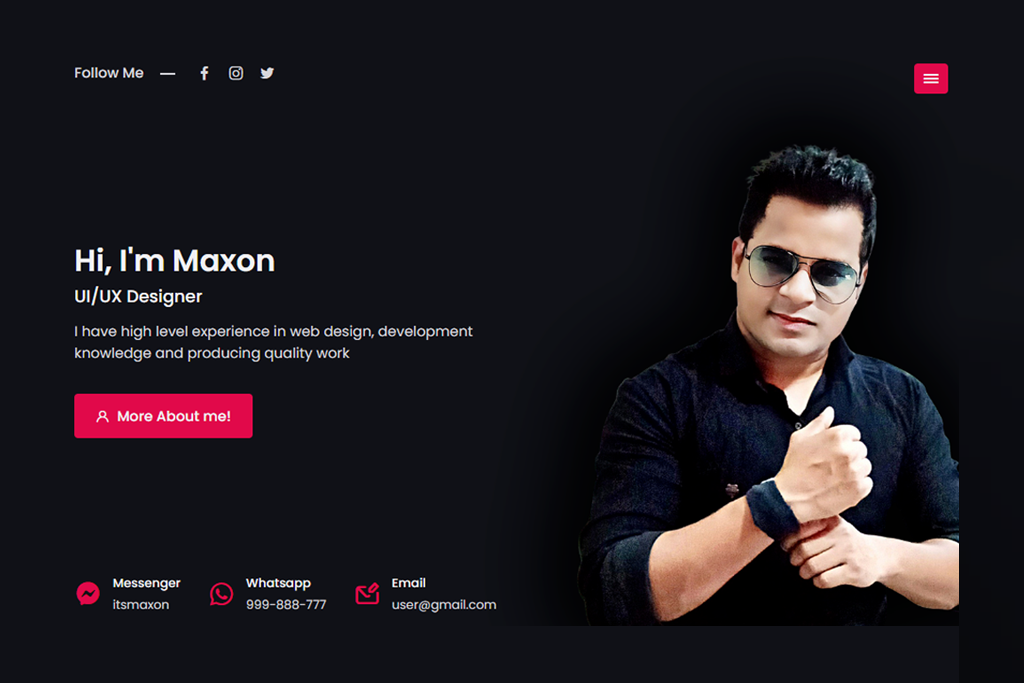 Follow Me
Hi, I'm Maxon
UI/UX Designer
I have high level experience in web design, development
knowledge and producing quality work
More About me!
Messenger
itsmaxon
Whatsapp
999-888-777
Email
user@gmail.com